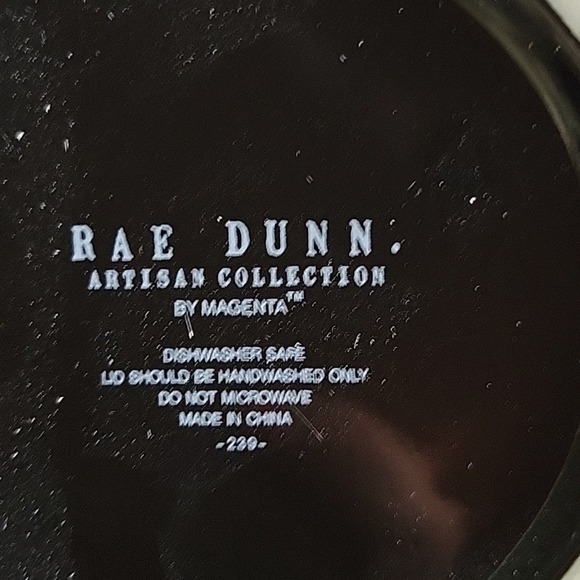 RAE DUNN.
ARTISAN COLLECTION
BY MAGENTA™
DISHWASHER SAFE
LID SHOULD BE HANDWASHED ONLY
DO NOT MICROWAVE
MADE IN CHINA
-239-